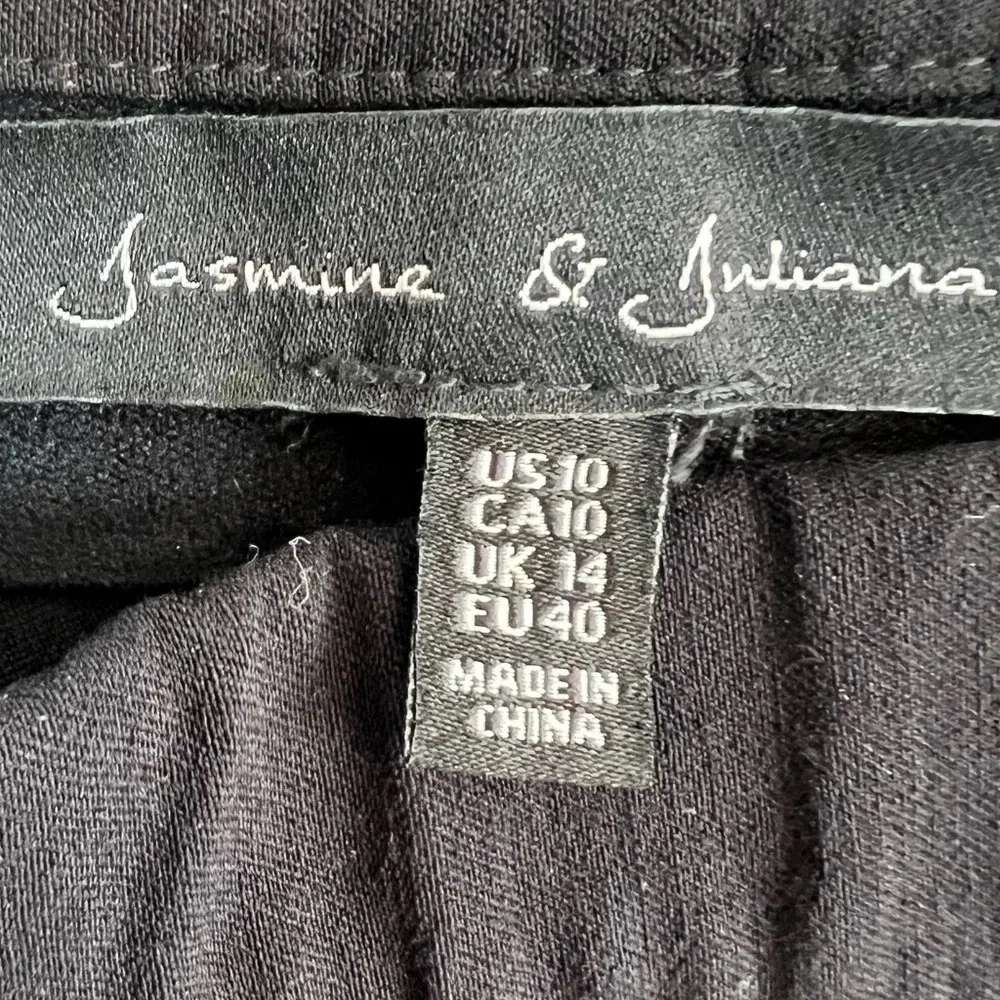 Jasmine & Juliana
US 10
CA 10
UK 14
EU 40
MADE IN
CHINA